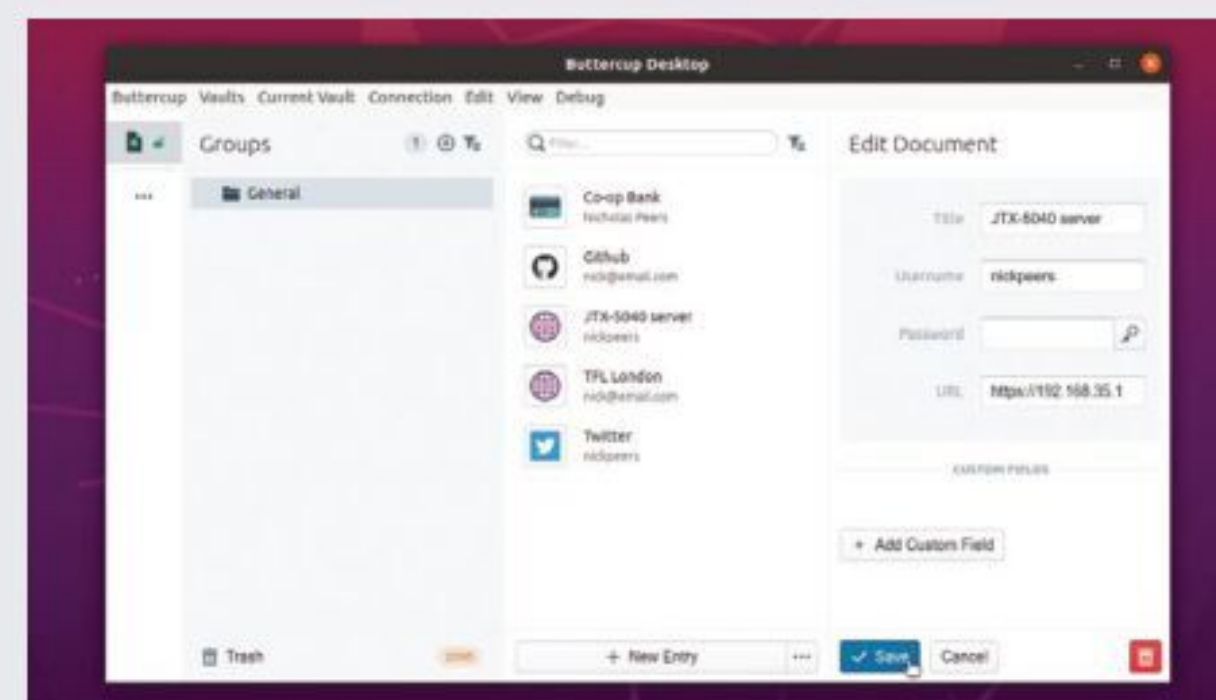 Buttercup Desktop
Buttercup Vaults Current Vault Connection Edit View Debug
Groups
1
Filter...
Edit Document
General
Co-op Bank
Nicholas Peers
Github
nick@email.com
JTX-5040 server
nickpeers
TFL London
nick@email.com
Twitter
nickpeers
Title JTX-5040 server
Username nickpeers
Password
URL https://192.168.35.1
CUSTOM FIELDS
+ Add Custom Field
Trash
+ New Entry
Save
Cancel